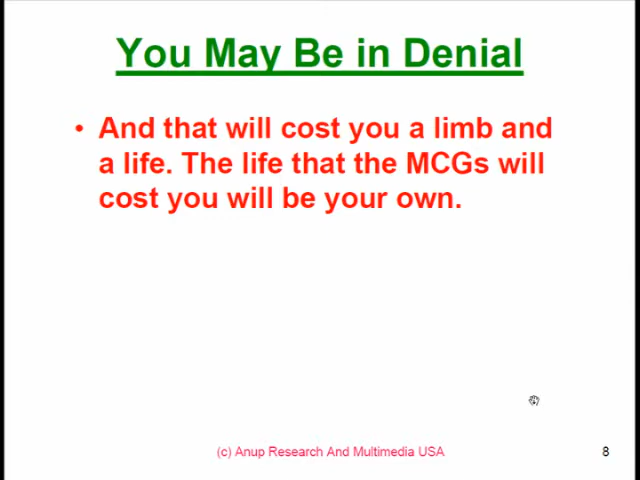 You May Be in Denial
• And that will cost you a limb and
a life. The life that the MCGs will
cost you will be your own.
(c) Anup Research And Multimedia USA
8